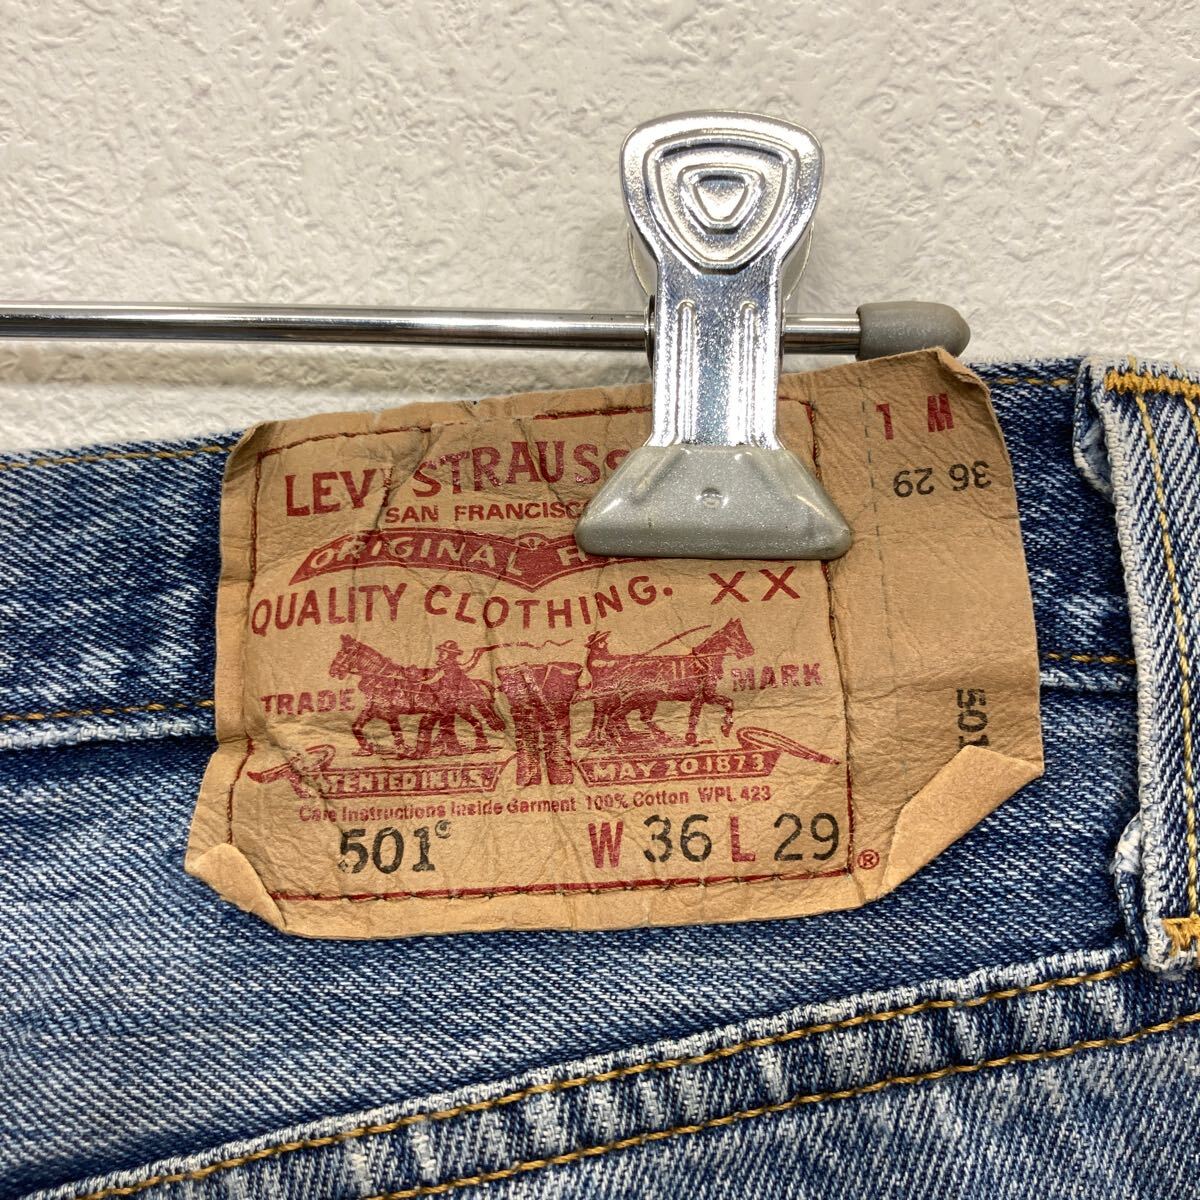 LEVI STRAUSS
SAN FRANCISCO
ORIGINAL
QUALITY CLOTHING. XX
TRADE MARK
PATENTED IN U.S. MAY 20 1873
Care Instructions Inside Garment 100% Cotton WPL 423
501® W 36 L 29 ®
1 M
36 29
501